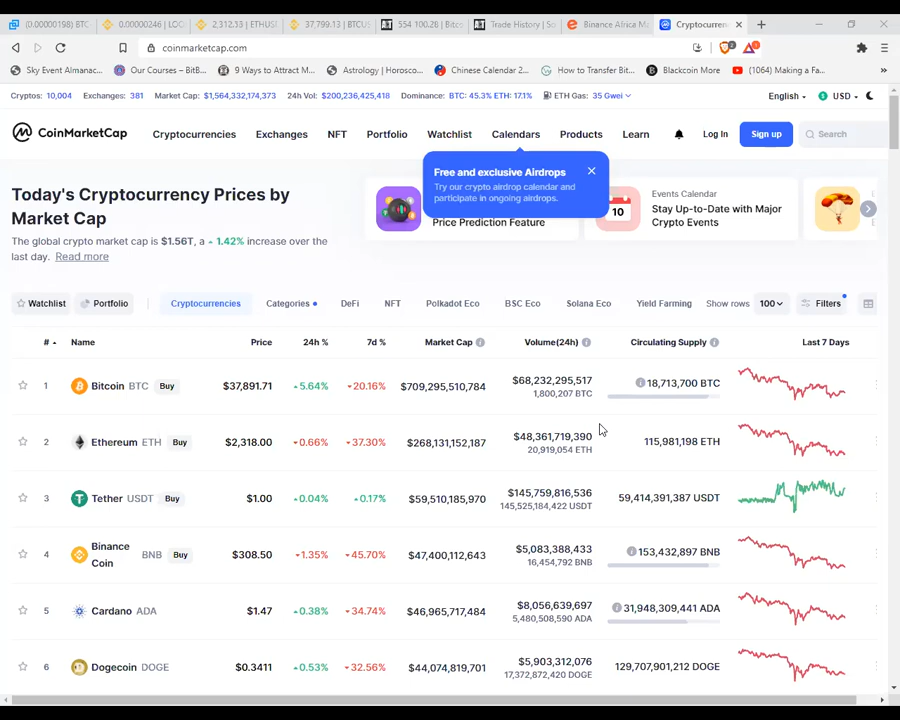 (0.00000198) BTC
0.00000246 | LOC
2,312.53 | ETHUS
37,799.13 | BTCUS
554 100.28 | Bitco
Trade History | So
Binance Africa M
Cryptocurren
coinmarketcap.com
Sky Event Almanac...
Our Courses – BitB...
9 Ways to Attract M...
Astrology | Horosco...
Chinese Calendar 2...
How to Transfer Bit...
Blackcoin More
(1064) Making a Fa...
Cryptos: 10,004 Exchanges: 381 Market Cap: $1,564,332,174,373 24h Vol: $200,236,425,418 Dominance: BTC: 45.3% ETH: 17.1% ETH Gas: 35 Gwei
English USD
CoinMarketCap
Cryptocurrencies Exchanges NFT Portfolio Watchlist Calendars Products Learn Log In Sign up Search
Free and exclusive Airdrops
Try our crypto airdrop calendar and
participate in ongoing airdrops.
Today's Cryptocurrency Prices by
Market Cap
The global crypto market cap is $1.56T, a 1.42% increase over the
last day. Read more
Price Prediction Feature
10
Events Calendar
Stay Up-to-Date with Major
Crypto Events
Watchlist Portfolio Cryptocurrencies Categories DeFi NFT Polkadot Eco BSC Eco Solana Eco Yield Farming Show rows 100 Filters
# Name Price 24h % 7d % Market Cap Volume(24h) Circulating Supply Last 7 Days
1 Bitcoin BTC Buy $37,891.71 5.64% 20.16% $709,295,510,784 $68,232,295,517 18,713,700 BTC
1,800,207 BTC
2 Ethereum ETH Buy $2,318.00 0.66% 37.30% $268,131,152,187 $48,361,719,390 115,981,198 ETH
20,919,054 ETH
3 Tether USDT Buy $1.00 0.04% 0.17% $59,510,185,970 $145,759,816,536 59,414,391,387 USDT
145,525,184,422 USDT
4 Binance Coin BNB Buy $308.50 1.35% 45.70% $47,400,112,643 $5,083,388,433 153,432,897 BNB
16,454,792 BNB
5 Cardano ADA $1.47 0.38% 34.74% $46,965,717,484 $8,056,639,697 31,948,309,441 ADA
5,480,508,590 ADA
6 Dogecoin DOGE $0.3411 0.53% 32.56% $44,074,819,701 $5,903,312,076 129,707,901,212 DOGE
17,372,872,420 DOGE